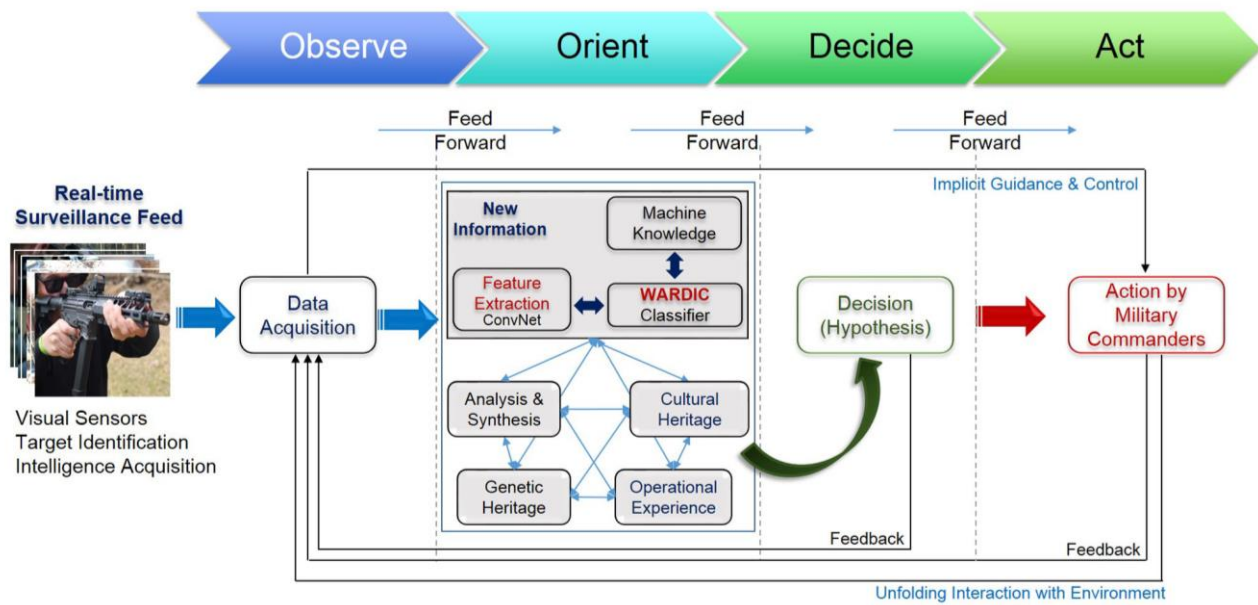 Observe
Orient
Decide
Act
Feed
Forward
Feed
Forward
Feed
Forward
Implicit Guidance & Control
Real-time
Surveillance Feed
Visual Sensors
Target Identification
Intelligence Acquisition
Data
Acquisition
New
Information
Machine
Knowledge
Feature
Extraction
ConvNet
WARDIC
Classifier
Analysis &
Synthesis
Cultural
Heritage
Genetic
Heritage
Operational
Experience
Decision
(Hypothesis)
Action by
Military
Commanders
Feedback
Feedback
Unfolding Interaction with Environment